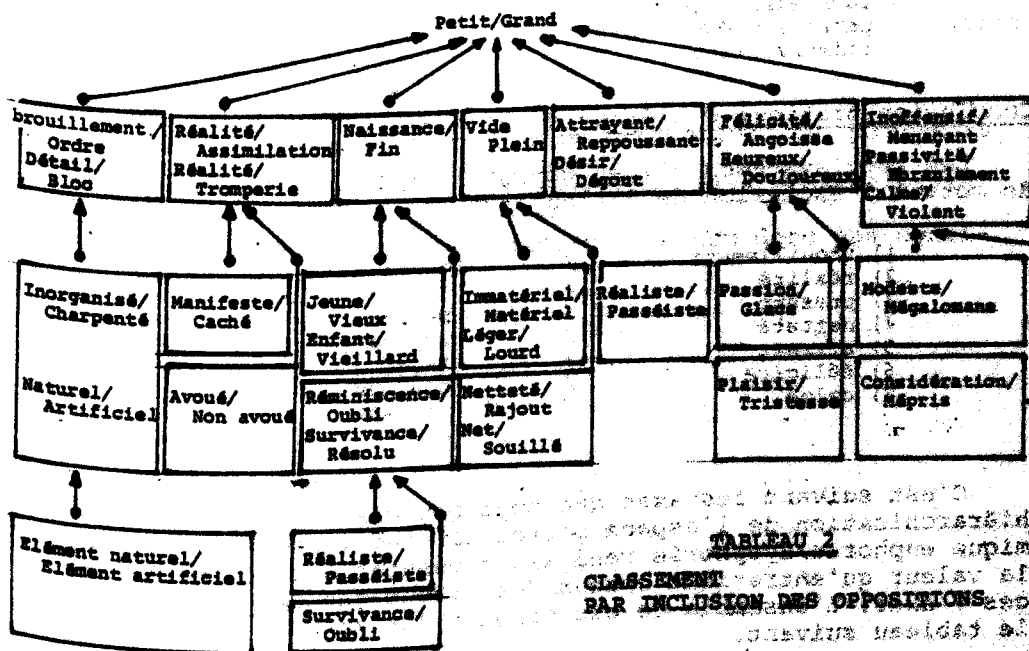 Petit/Grand
brouillement/
Ordre
Détail/
Bloc
Réalité/
Assimilation
Réalité/
Tromperie
Naissance/
Fin
Vide
Plein
Attrayant/
Reppoussant
Désir/
Dégout
Félicité/
Angoisse
Heureux/
Douloureux
Inoffensif/
Menaçant
Passivité/
Ebranlement
Calme/
Violent
Inorganisé/
Charpenté
Naturel/
Artificiel
Manifeste/
Caché
Avoué/
Non avoué
Jeune/
Vieux
Enfant/
Vieillard
Réminiscence/
Oubli
Survivance/
Résolu
Immatériel/
Matériel
Léger/
Lourd
Netteté/
Rajout
Net/
Souillé
Réaliste/
Passéiste
Passion/
Glace
Plaisir/
Tristesse
Modeste/
Mégalomane
Considération/
Mépris
Elément naturel/
Elément artificiel
Réaliste/
Passéiste
Survivance/
Oubli
TABLEAU 2
CLASSEMENT
PAR INCLUSION DES OPPOSITIONS